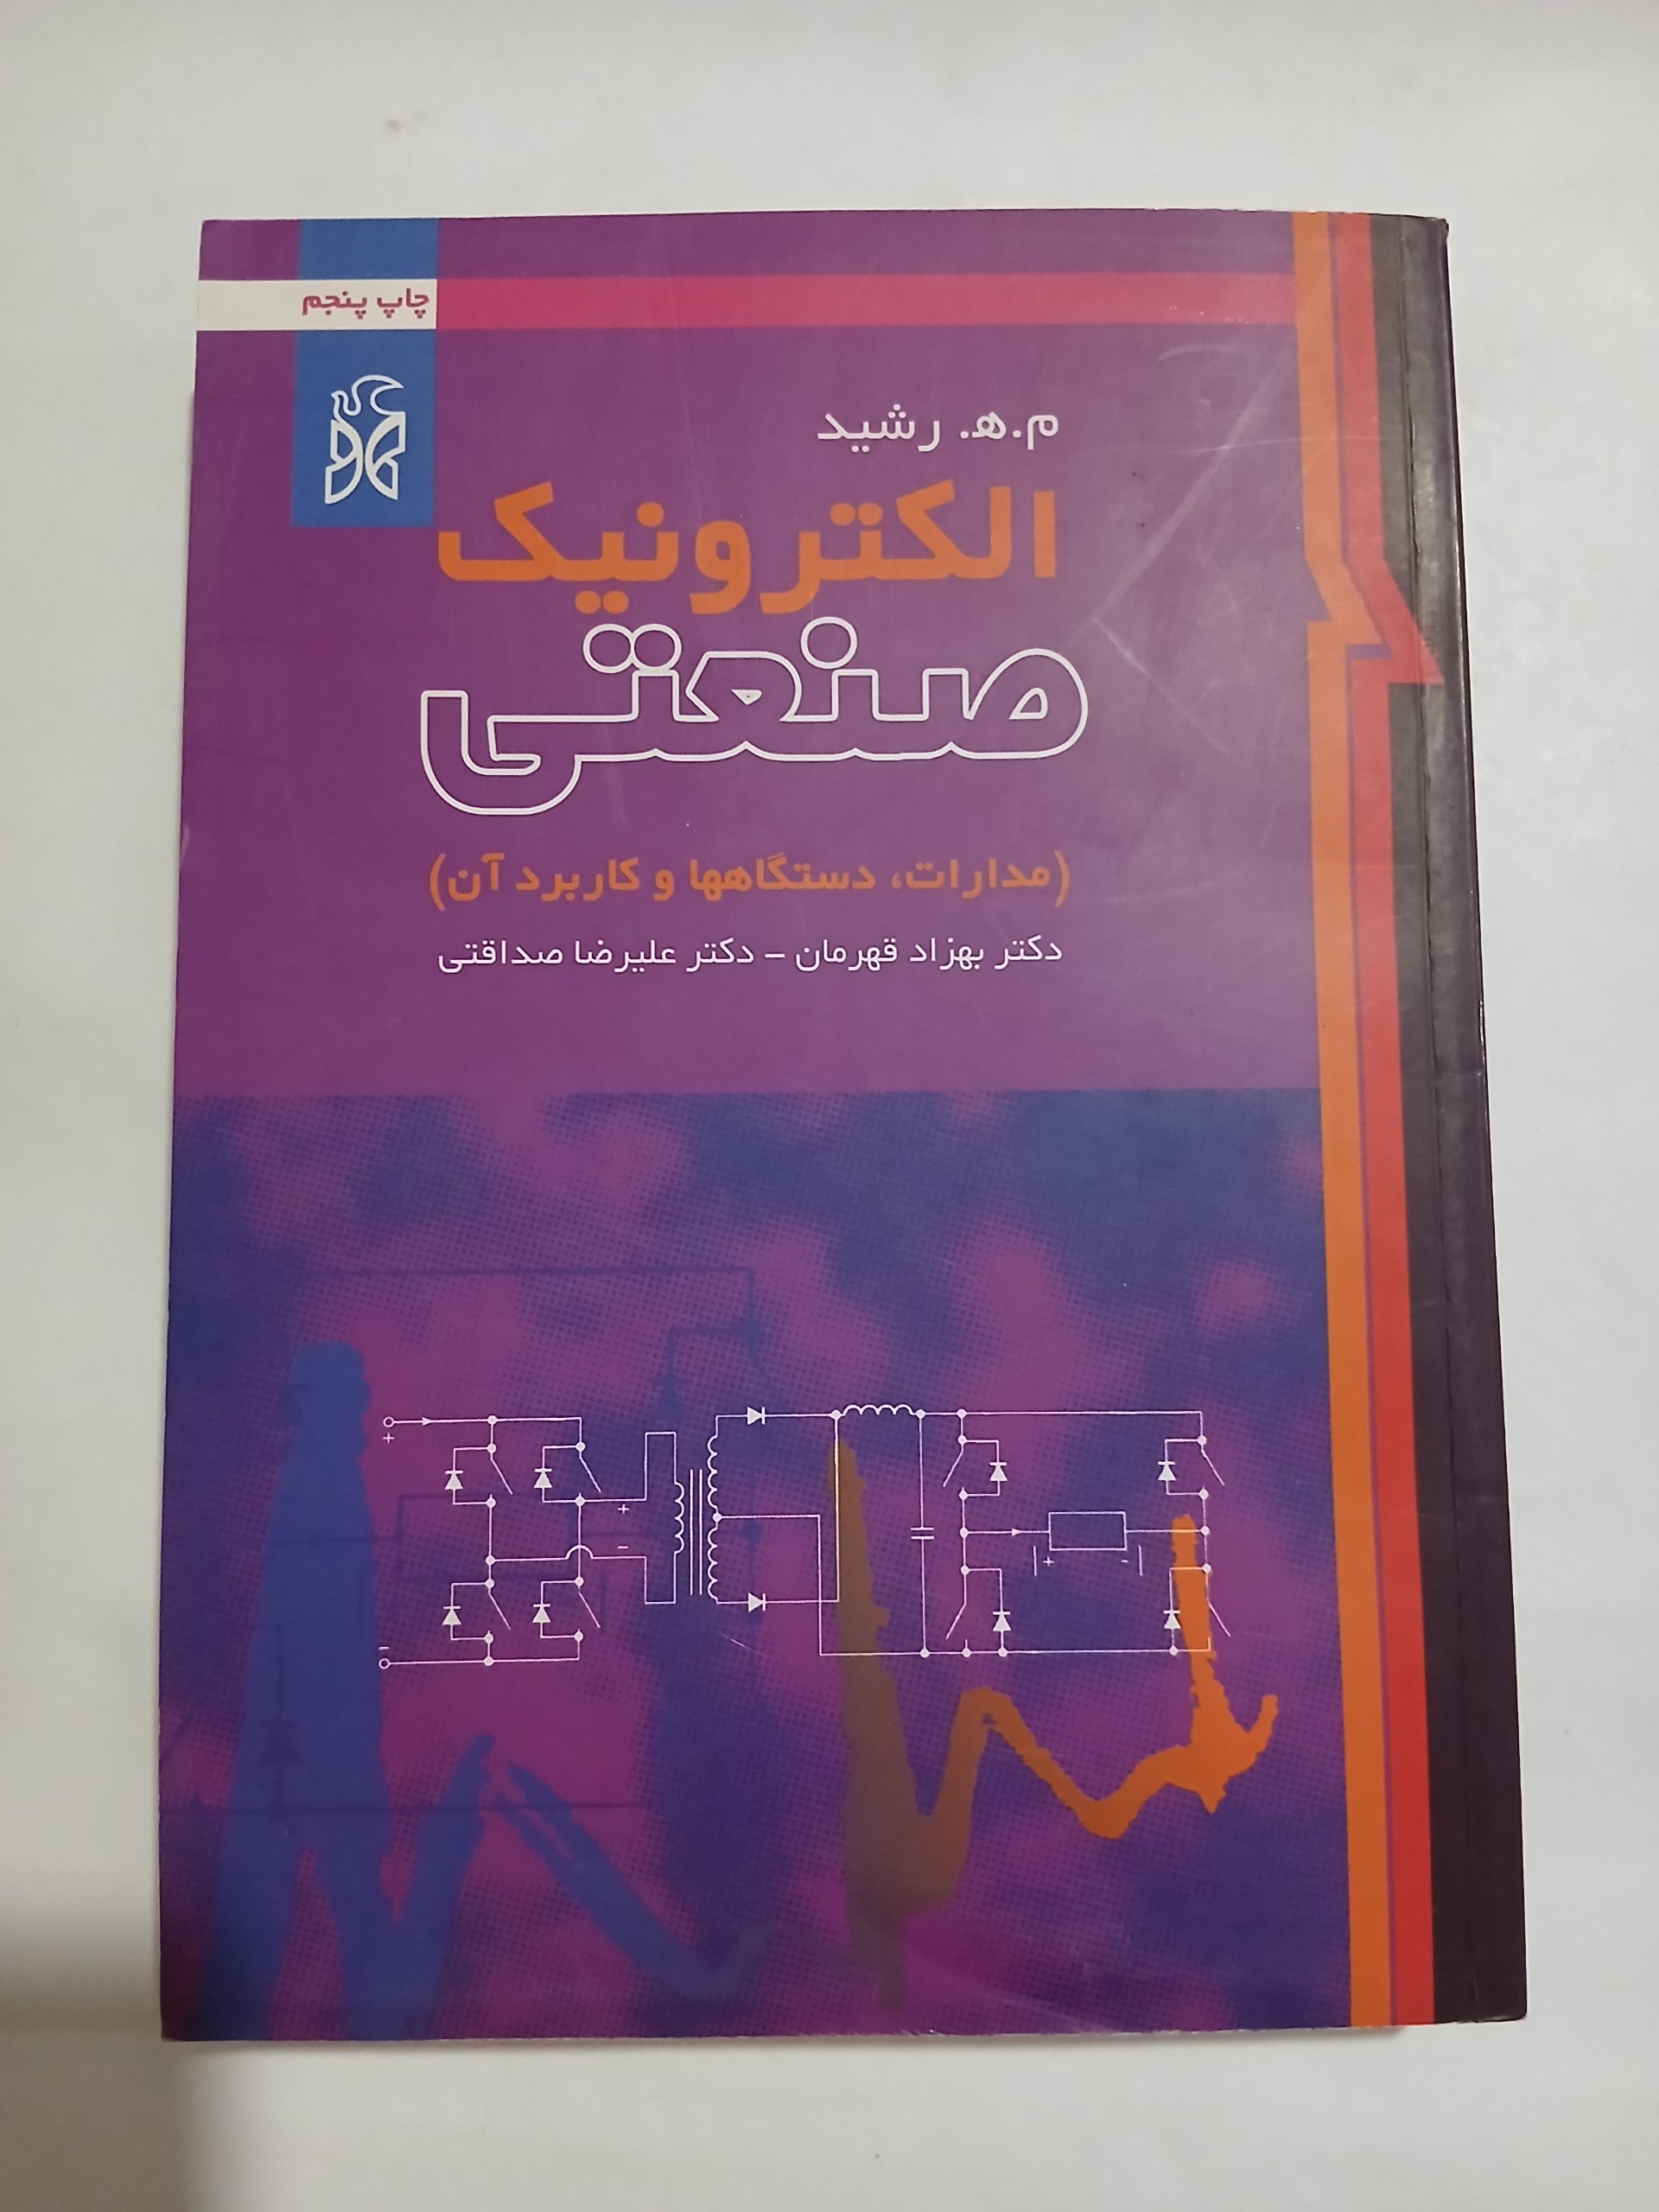 چاپ پنجم
م.ه. رشید
الکترونیک
صنعتی
(مدارات، دستگاهها و کاربرد آن)
دکتر بهزاد قهرمان - دکتر علیرضا صداقتی
+
-
+
-
+ -